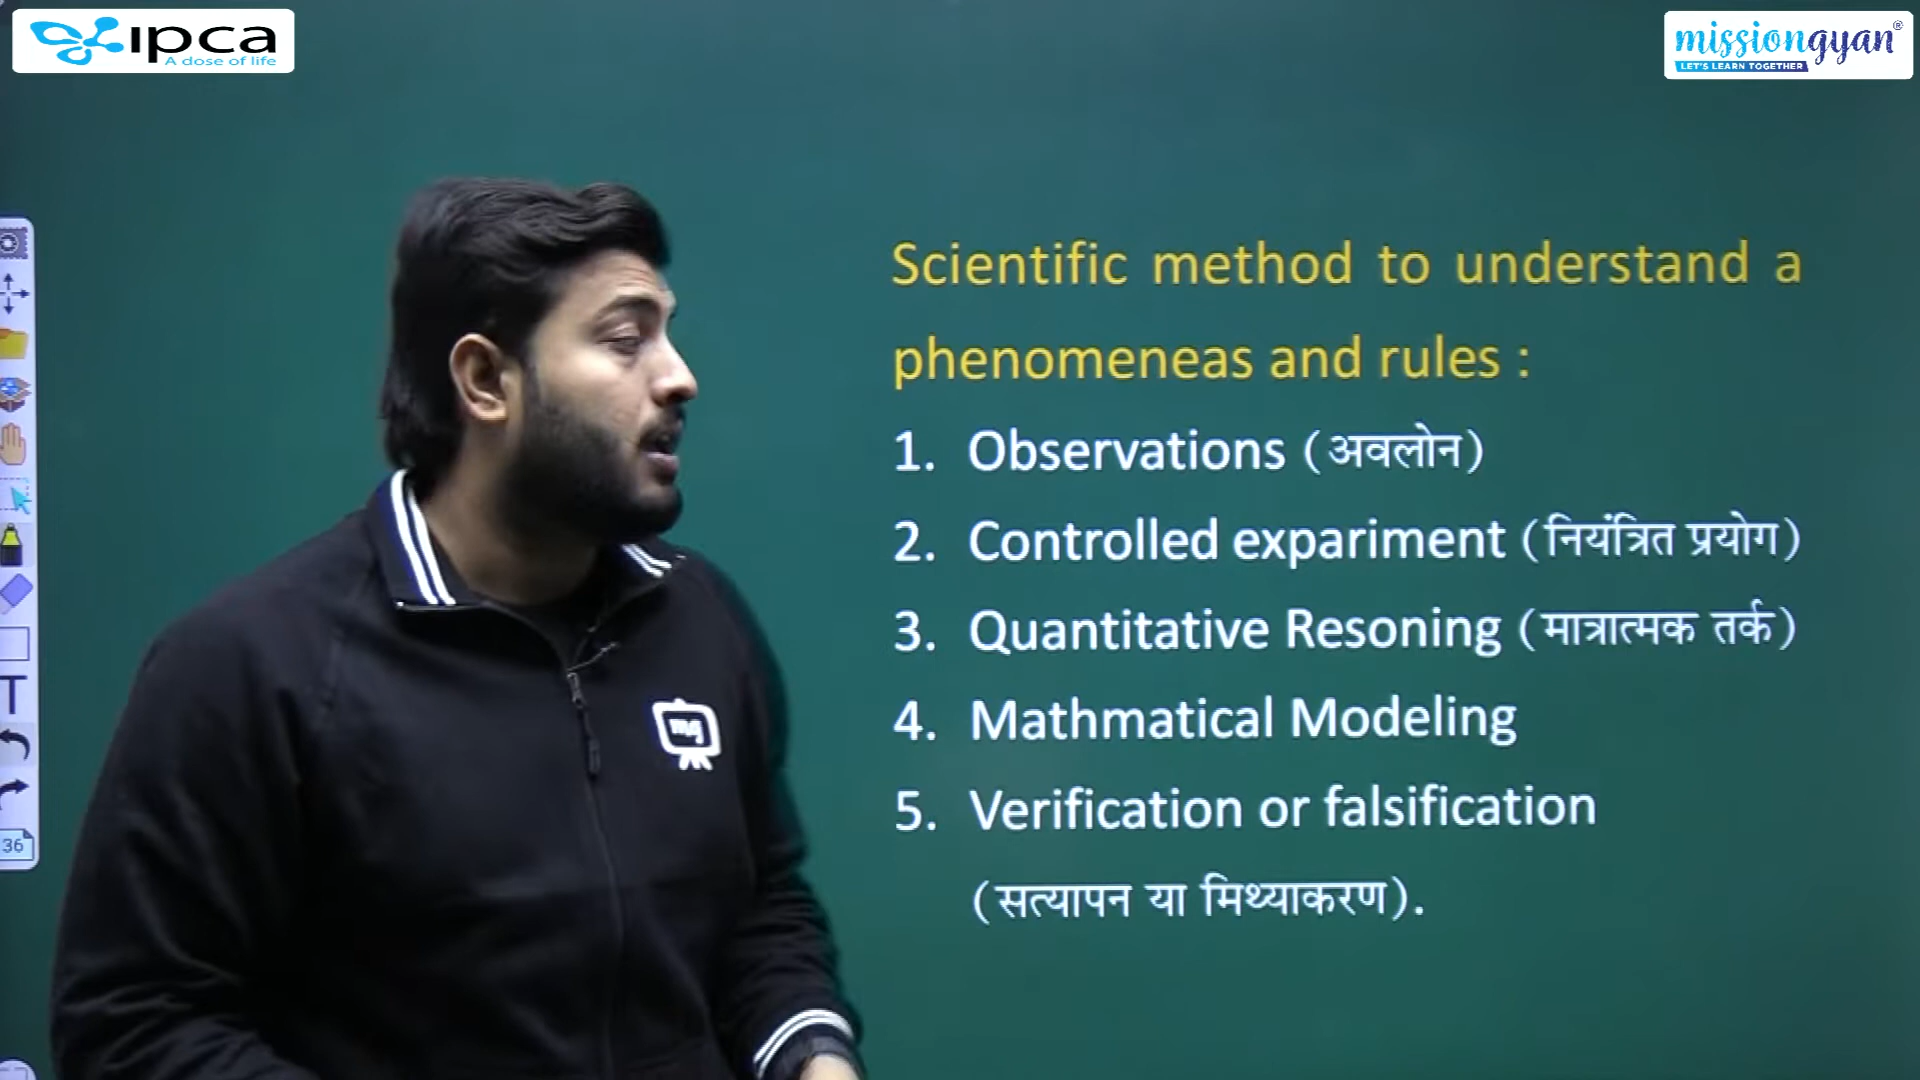 ipca
A dose of life
missiongyan®
LET'S LEARN TOGETHER
Scientific method to understand a
phenomeneas and rules :
1. Observations (अवलोन)
2. Controlled expariment (नियंत्रित प्रयोग)
3. Quantitative Resoning (मात्रात्मक तर्क)
4. Mathmatical Modeling
5. Verification or falsification
(सत्यापन या मिथ्याकरण).
T
36
mg